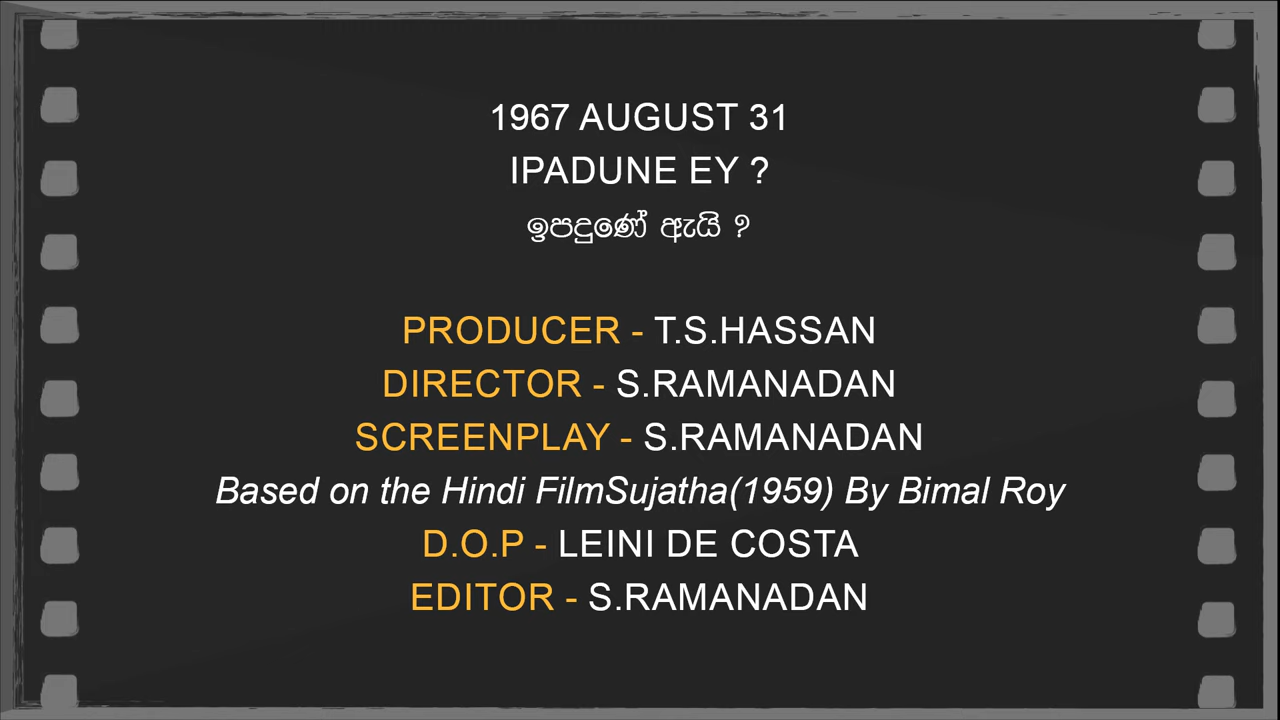 1967 AUGUST 31
IPADUNE EY ?
ඉපදුණේ ඇයි ?
PRODUCER - T.S.HASSAN
DIRECTOR - S.RAMANADAN
SCREENPLAY - S.RAMANADAN
Based on the Hindi FilmSujatha(1959) By Bimal Roy
D.O.P - LEINI DE COSTA
EDITOR - S.RAMANADAN